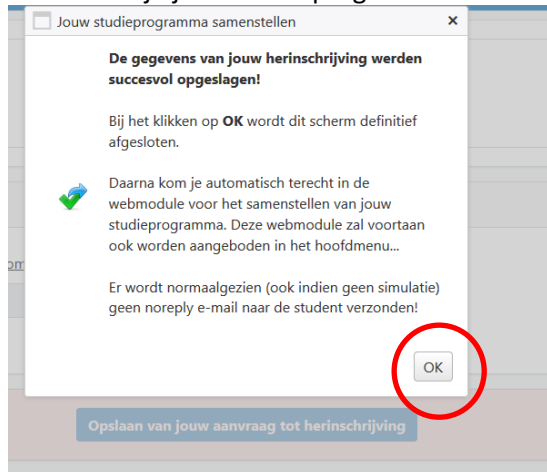 Jouw studieprogramma samenstellen
De gegevens van jouw herinschrijving werden
succesvol opgeslagen!
Bij het klikken op OK wordt dit scherm definitief
afgesloten.
Daarna kom je automatisch terecht in de
webmodule voor het samenstellen van jouw
studieprogramma. Deze webmodule zal voortaan
ook worden aangeboden in het hoofdmenu...
Er wordt normaalgezien (ook indien geen simulatie)
geen noreply e-mail naar de student verzonden!
OK
Opslaan van jouw aanvraag tot herinschrijving